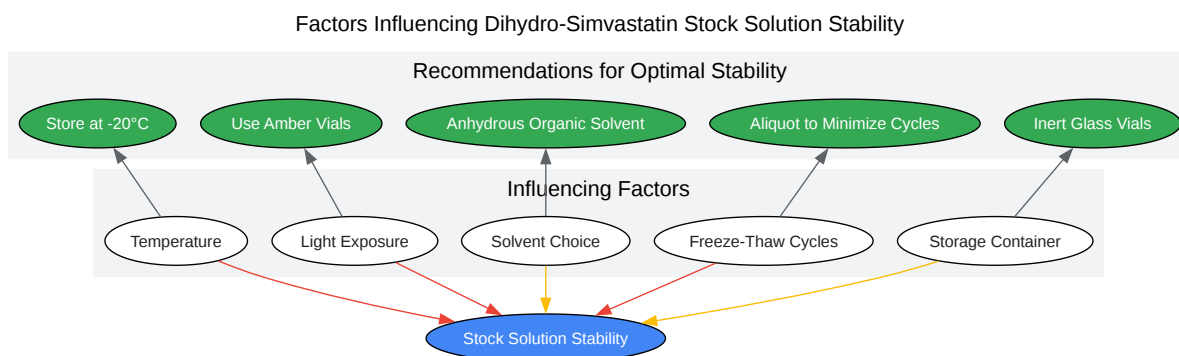 Factors Influencing Dihydro-Simvastatin Stock Solution Stability
Recommendations for Optimal Stability
Store at -20°C
Use Amber Vials
Anhydrous Organic Solvent
Aliquot to Minimize Cycles
Inert Glass Vials
Influencing Factors
Temperature
Light Exposure
Solvent Choice
Freeze-Thaw Cycles
Storage Container
Stock Solution Stability